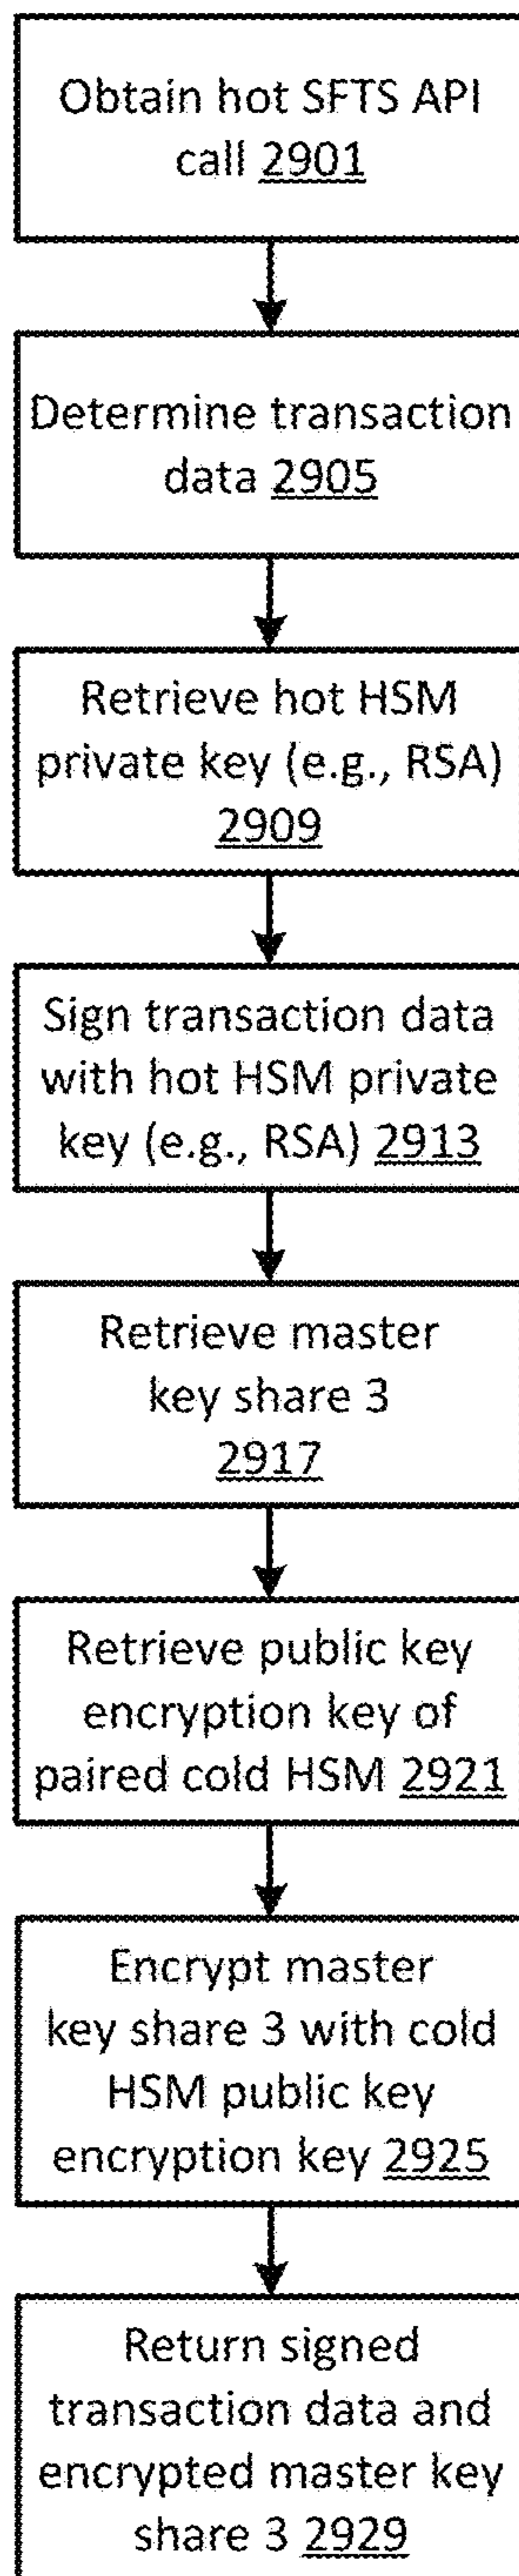 Obtain hot SFTS API
call 2901
Determine transaction
data 2905
Retrieve hot HSM
private key (e.g., RSA)
2909
Sign transaction data
with hot HSM private
key (e.g., RSA) 2913
Retrieve master
key share 3
2917
Retrieve public key
encryption key of
paired cold HSM 2921
Encrypt master
key share 3 with cold
HSM public key
encryption key 2925
Return signed
transaction data and
encrypted master key
share 3 2929